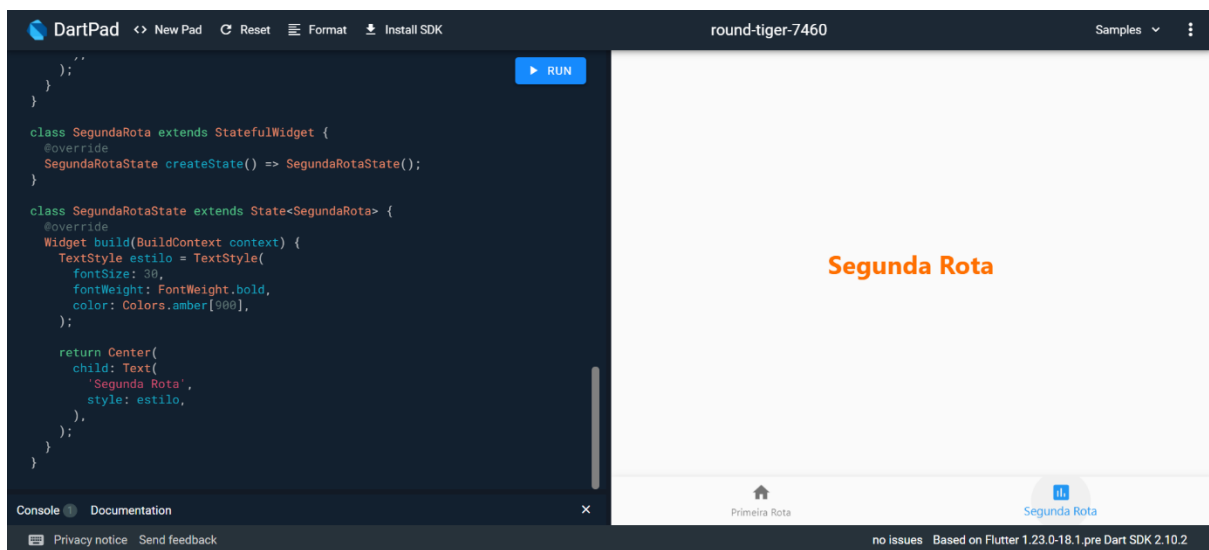 DartPad <> New Pad Reset Format Install SDK round-tiger-7460 Samples
);
);
}
}
RUN
class SegundaRota extends StatefulWidget {
@override
SegundaRotaState createState() => SegundaRotaState();
}
class SegundaRotaState extends State<SegundaRota> {
@override
Widget build(BuildContext context) {
TextStyle estilo = TextStyle(
fontSize: 30,
fontWeight: FontWeight.bold,
color: Colors.amber[900],
);
return Center(
child: Text(
'Segunda Rota',
style: estilo,
),
);
}
}
Segunda Rota
Primeira Rota
Segunda Rota
Console 1 Documentation ×
Privacy notice Send feedback no issues Based on Flutter 1.23.0-18.1.pre Dart SDK 2.10.2